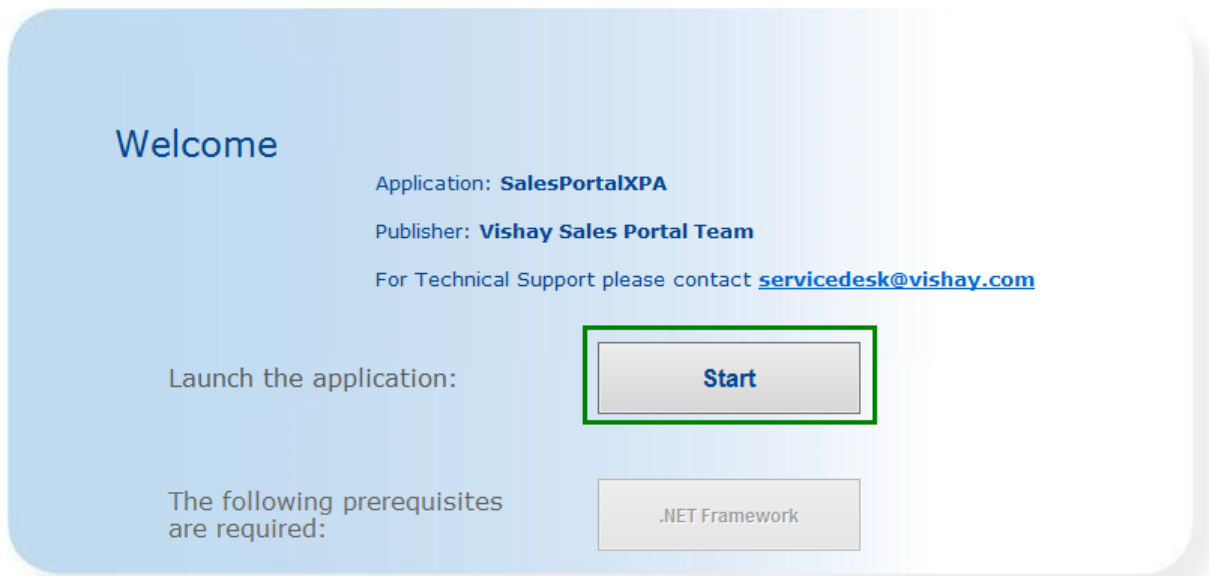 Welcome
Application: SalesPortalXPA
Publisher: Vishay Sales Portal Team
For Technical Support please contact servicedesk@vishay.com
Launch the application:
Start
The following prerequisites
are required:
.NET Framework